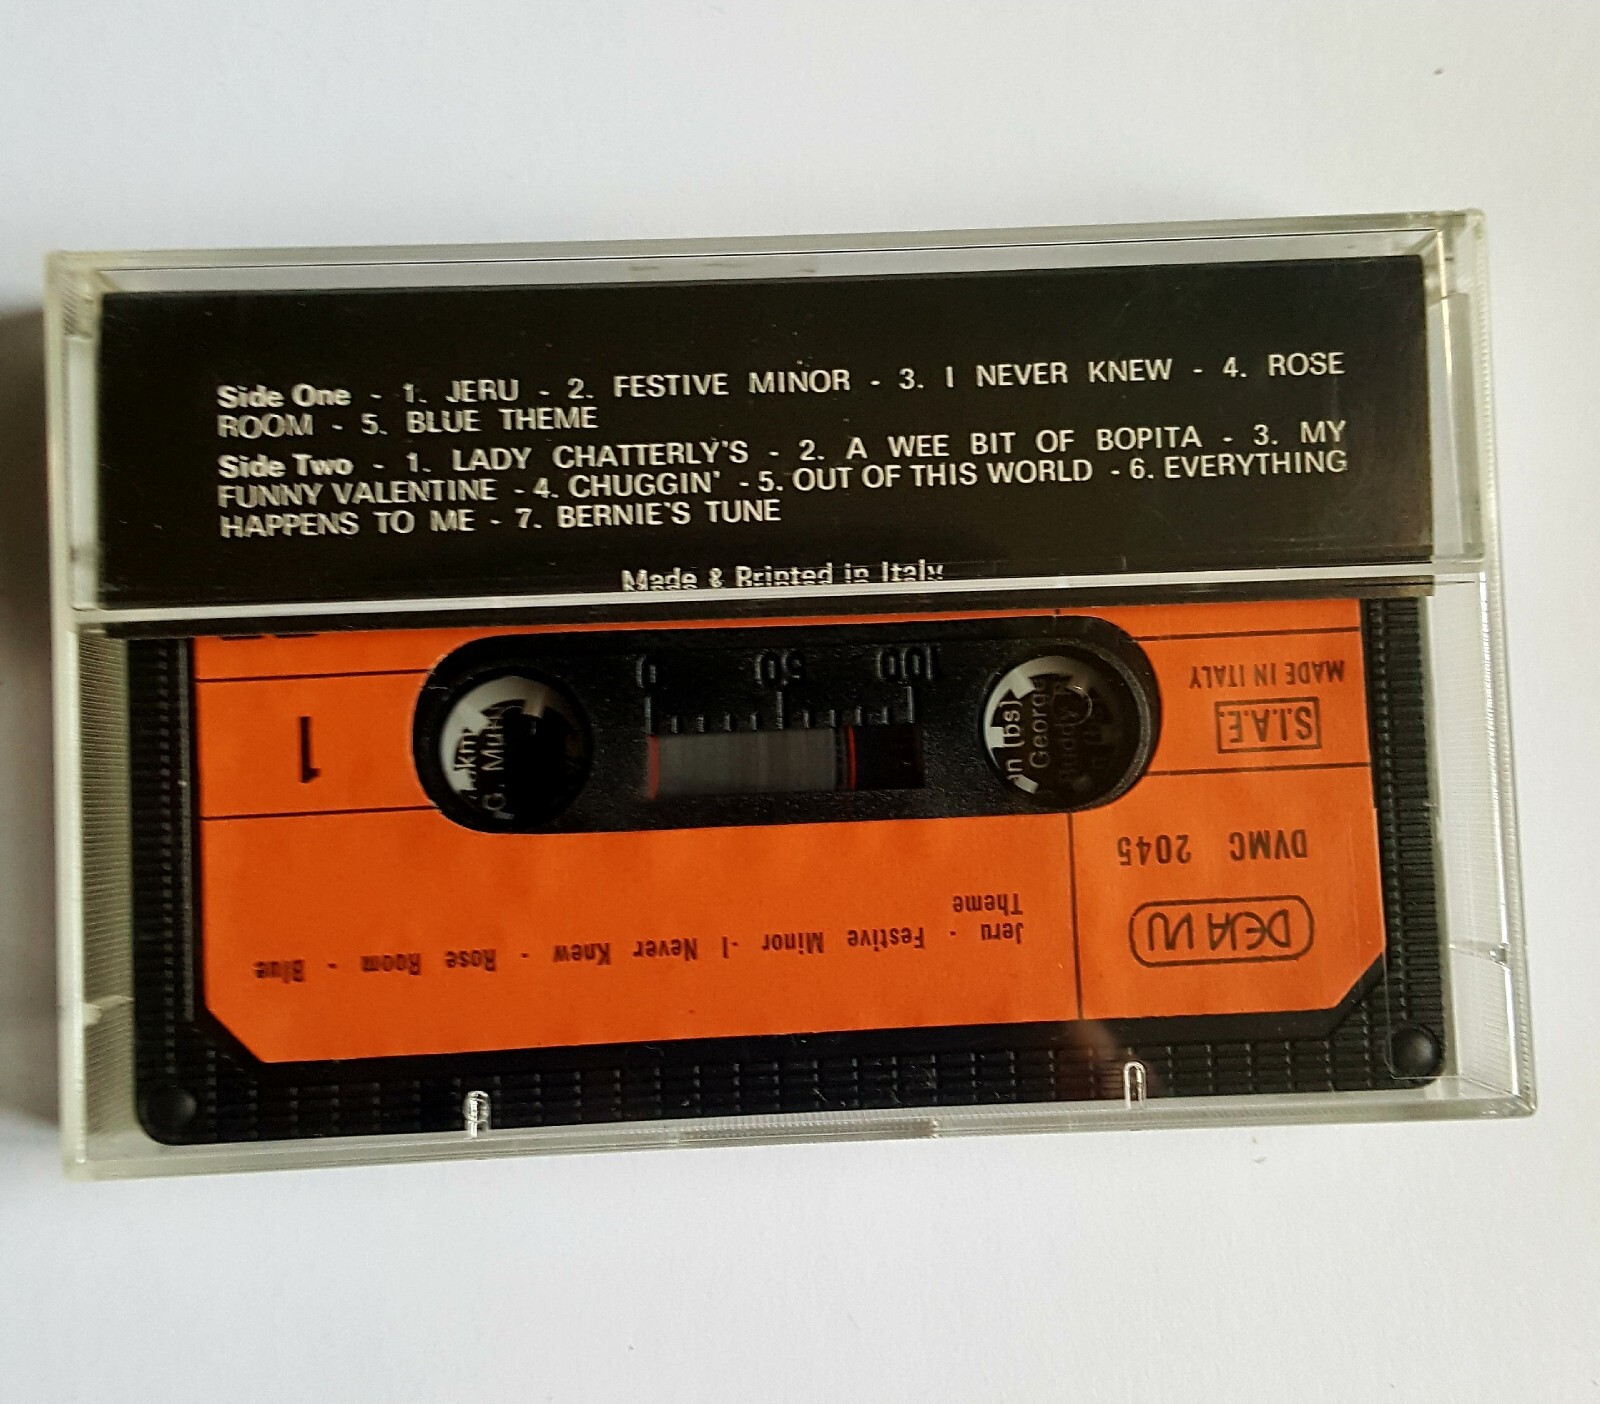 Side One - 1. JERU - 2. FESTIVE MINOR - 3. I NEVER KNEW - 4. ROSE
ROOM - 5. BLUE THEME
Side Two - 1. LADY CHATTERLY'S - 2. A WEE BIT OF BOPITA - 3. MY
FUNNY VALENTINE - 4. CHUGGIN' - 5. OUT OF THIS WORLD - 6. EVERYTHING
HAPPENS TO ME - 7. BERNIE'S TUNE
Made & Printed in Italy
0 50 100
MADE IN ITALY
S.I.A.E.
1
George
Buddy
DVMC 2045
DEJA VU
Jeru - Festive Minor - I Never Knew - Rose Room - Blue
Theme